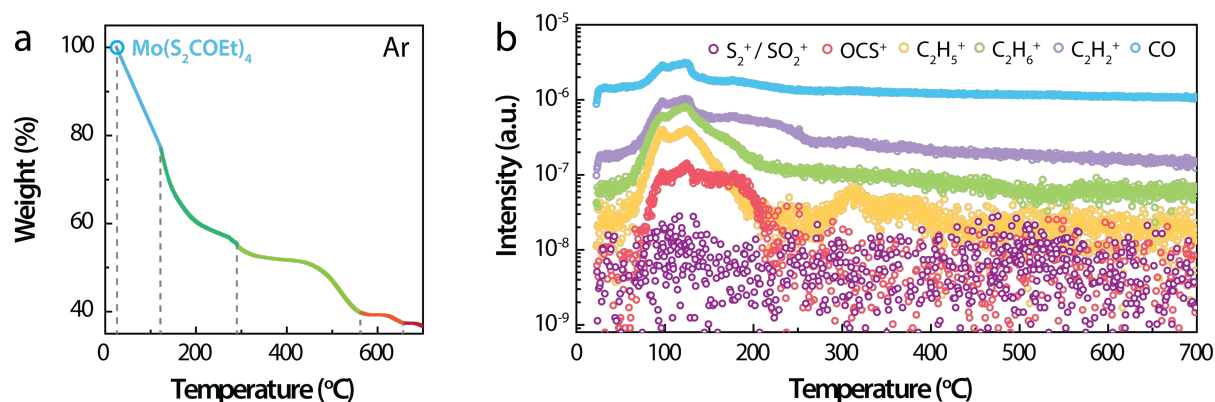 a
Mo(S₂COEt)₄
Ar
Weight (%)
100
80
60
40
0
200
400
600
Temperature (°C)
b
S₂⁺/ SO₂⁺
OCS⁺
C₂H₅⁺
C₂H₆⁺
C₂H₂⁺
CO
Intensity (a.u.)
10⁻⁵
10⁻⁶
10⁻⁷
10⁻⁸
10⁻⁹
0
100
200
300
400
500
600
700
Temperature (°C)